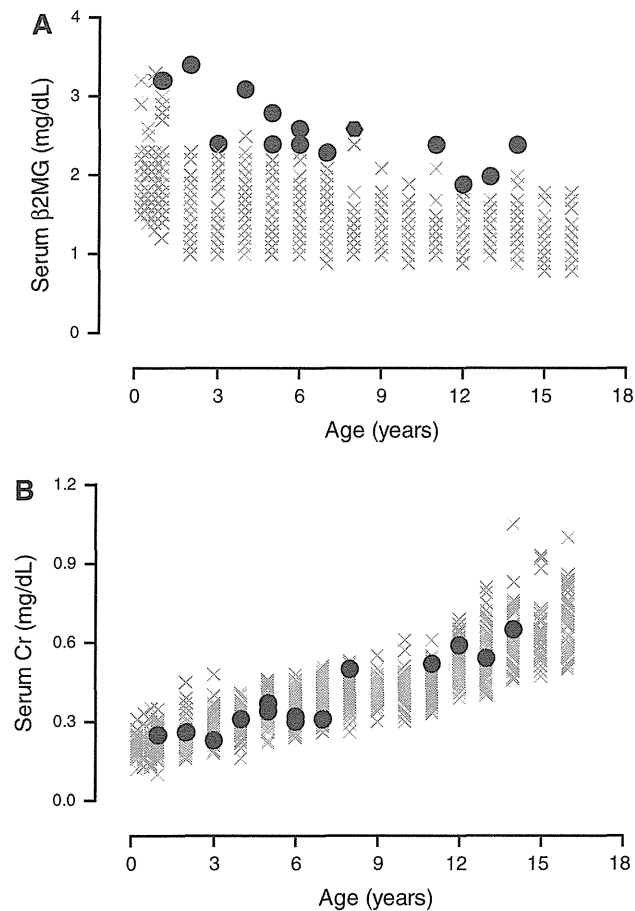 A
Serum β2MG (mg/dL)
4
3
2
1
0
0 3 6 9 12 15 18
Age (years)
B
Serum Cr (mg/dL)
1.2
0.9
0.6
0.3
0.0
0 3 6 9 12 15 18
Age (years)